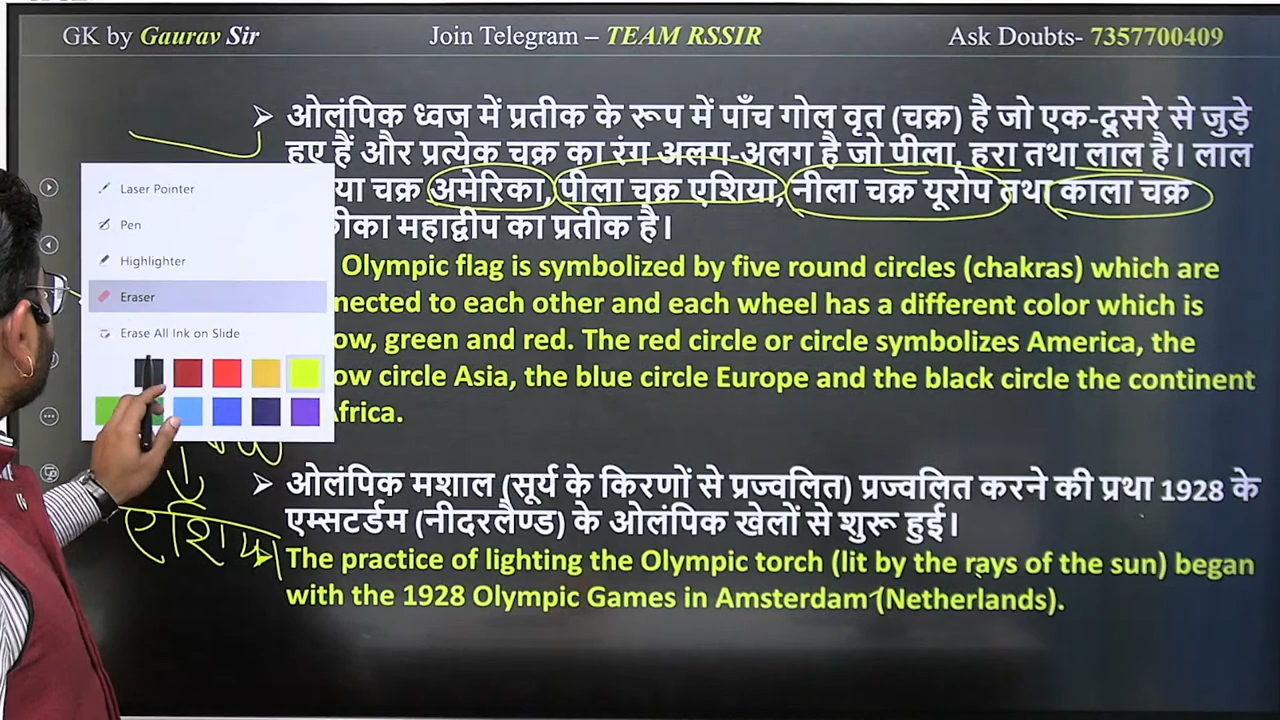 GK by Gaurav Sir
Join Telegram – TEAM RSSIR
Ask Doubts- 7357700409
➢ ओलंपिक ध्वज में प्रतीक के रूप में पाँच गोल वृत (चक्र) है जो एक-दूसरे से जुड़े
हुए हैं और प्रत्येक चक्र का रंग अलग-अलग है जो पीला, हरा तथा लाल है। लाल
या चक्र अमेरिका, पीला चक्र एशिया, नीला चक्र यूरोप तथा काला चक्र
महाद्वीप का प्रतीक है।
Olympic flag is symbolized by five round circles (chakras) which are
to each other and each wheel has a different color which is
green and red. The red circle or circle symbolizes America, the
circle Asia, the blue circle Europe and the black circle the continent
Laser Pointer
Pen
Highlighter
Eraser
Erase All Ink on Slide
➢ ओलंपिक मशाल (सूर्य के किरणों से प्रज्वलित) प्रज्वलित करने की प्रथा 1928 के
एम्सटर्डम (नीदरलैण्ड) के ओलंपिक खेलों से शुरू हुई।
एशिया
The practice of lighting the Olympic torch (lit by the rays of the sun) began
with the 1928 Olympic Games in Amsterdam (Netherlands).